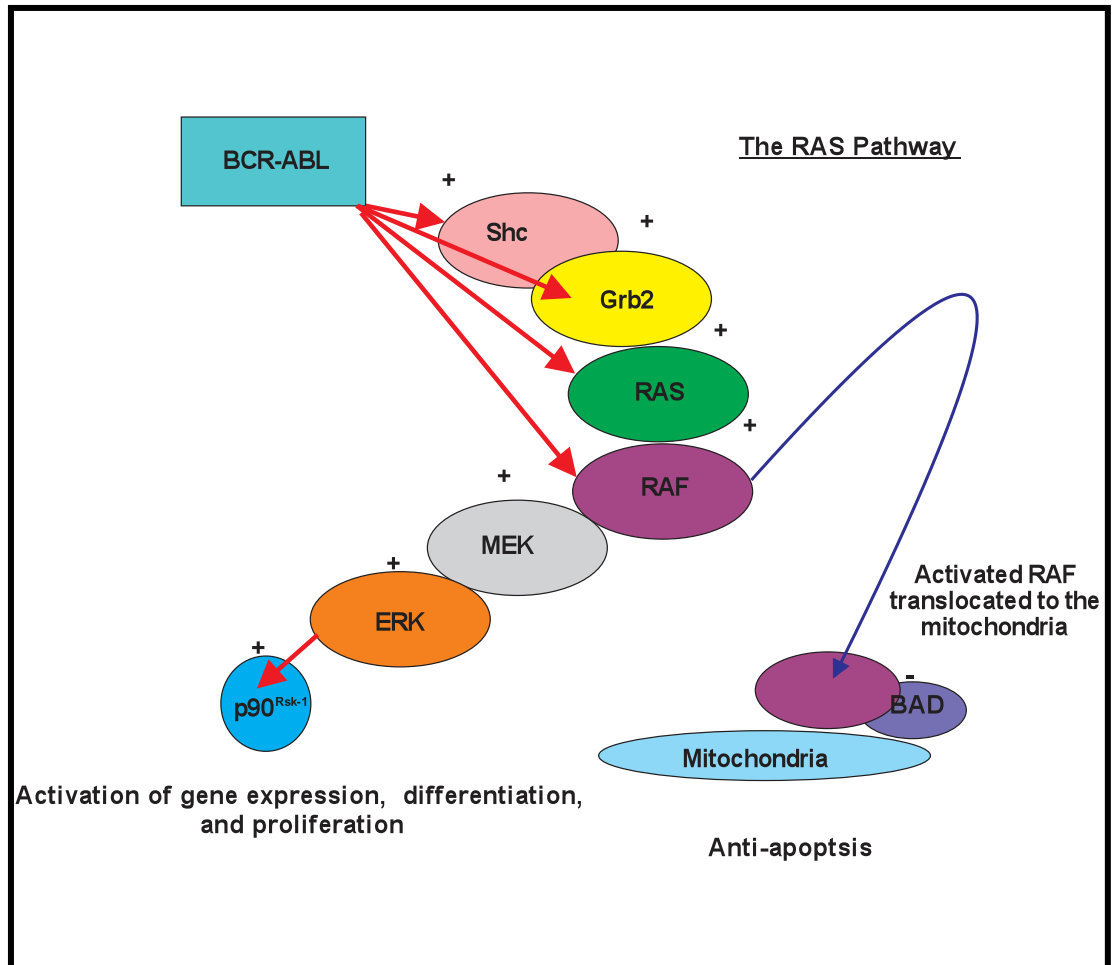 The RAS Pathway
BCR-ABL
+
Shc
+
Grb2
+
RAS
+
RAF
+
MEK
+
ERK
+
p90Rsk-1
Activated RAF
translocated to the
mitochondria
-
BAD
Mitochondria
Activation of gene expression, differentiation,
and proliferation
Anti-apoptsis